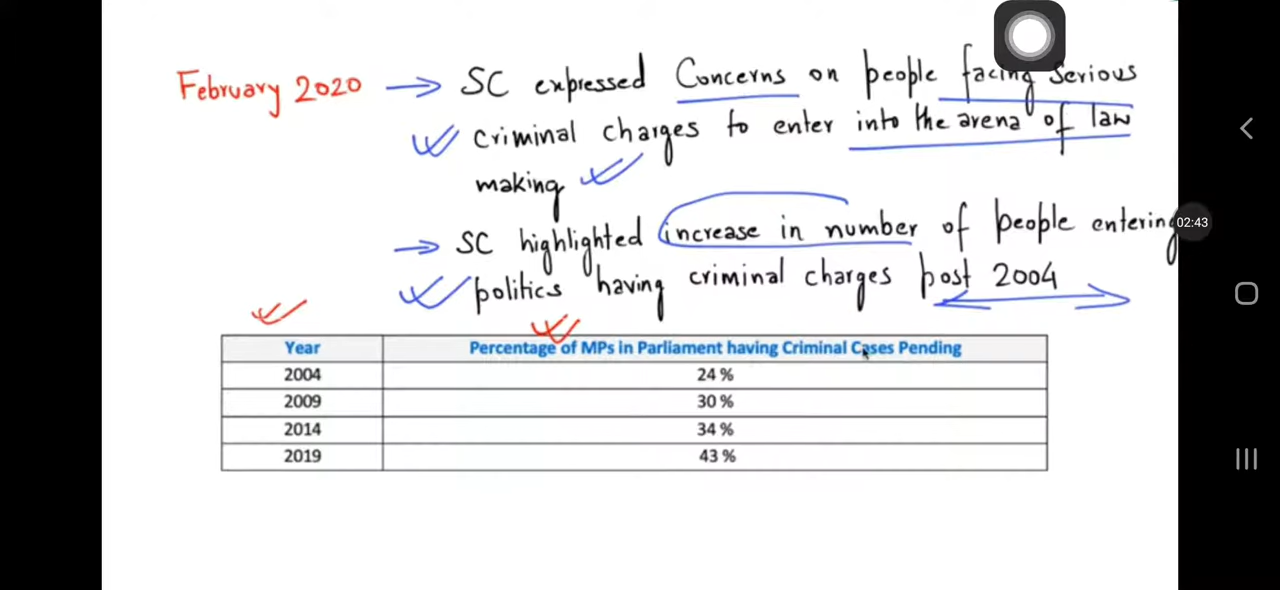 February 2020 → SC expressed Concerns on people facing serious
criminal charges to enter into the arena of law
making
→ SC highlighted increase in number of people entering
politics having criminal charges post 2004
02:43
Year Percentage of MPs in Parliament having Criminal Cases Pending
2004 24 %
2009 30 %
2014 34 %
2019 43 %